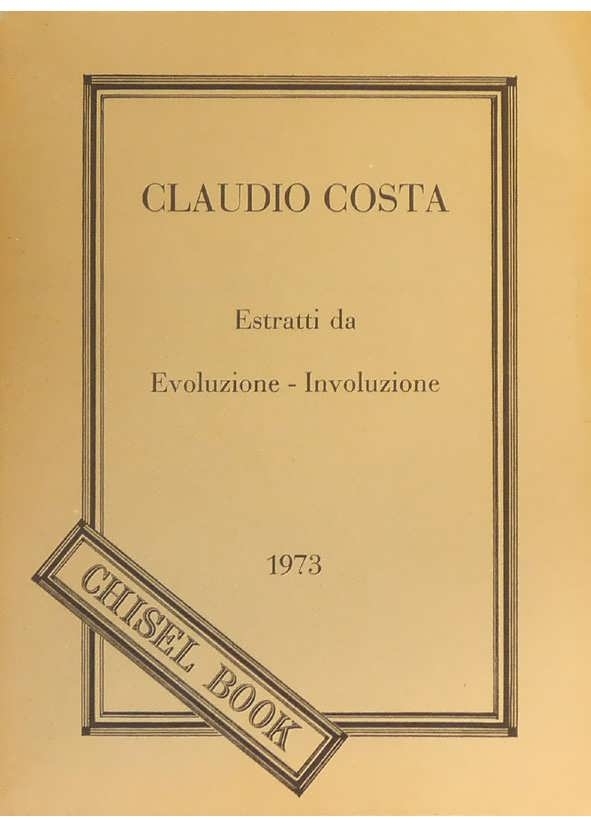 CLAUDIO COSTA
Estratti da
Evoluzione - Involuzione
1973
CHISEL BOOK